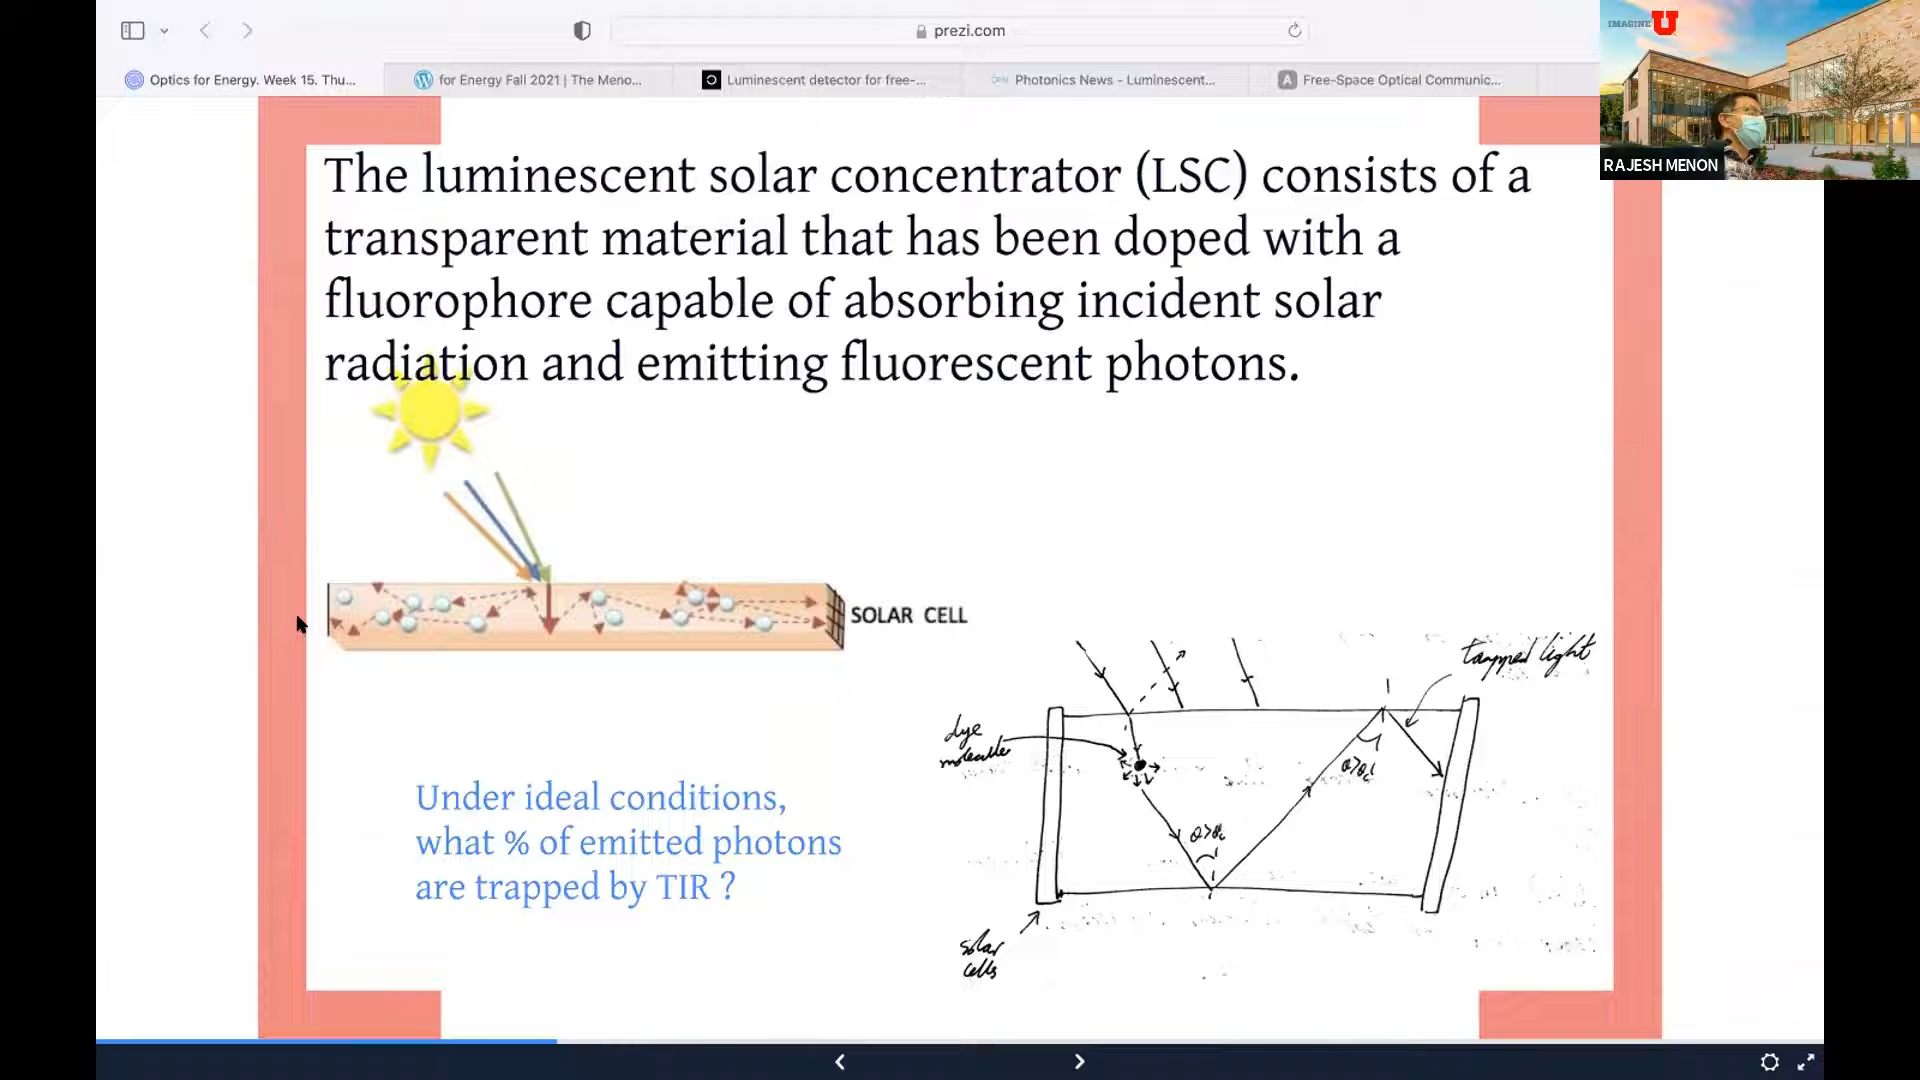 prezi.com
IMAGINE U
Optics for Energy. Week 15. Thu...
for Energy Fall 2021 | The Meno...
Luminescent detector for free-...
Photonics News - Luminescent...
Free-Space Optical Communic...
RAJESH MENON
The luminescent solar concentrator (LSC) consists of a
transparent material that has been doped with a
fluorophore capable of absorbing incident solar
radiation and emitting fluorescent photons.
SOLAR CELL
trapped light
dye
molecule
θ>θc
θ>θc
Under ideal conditions,
what % of emitted photons
are trapped by TIR ?
solar
cells